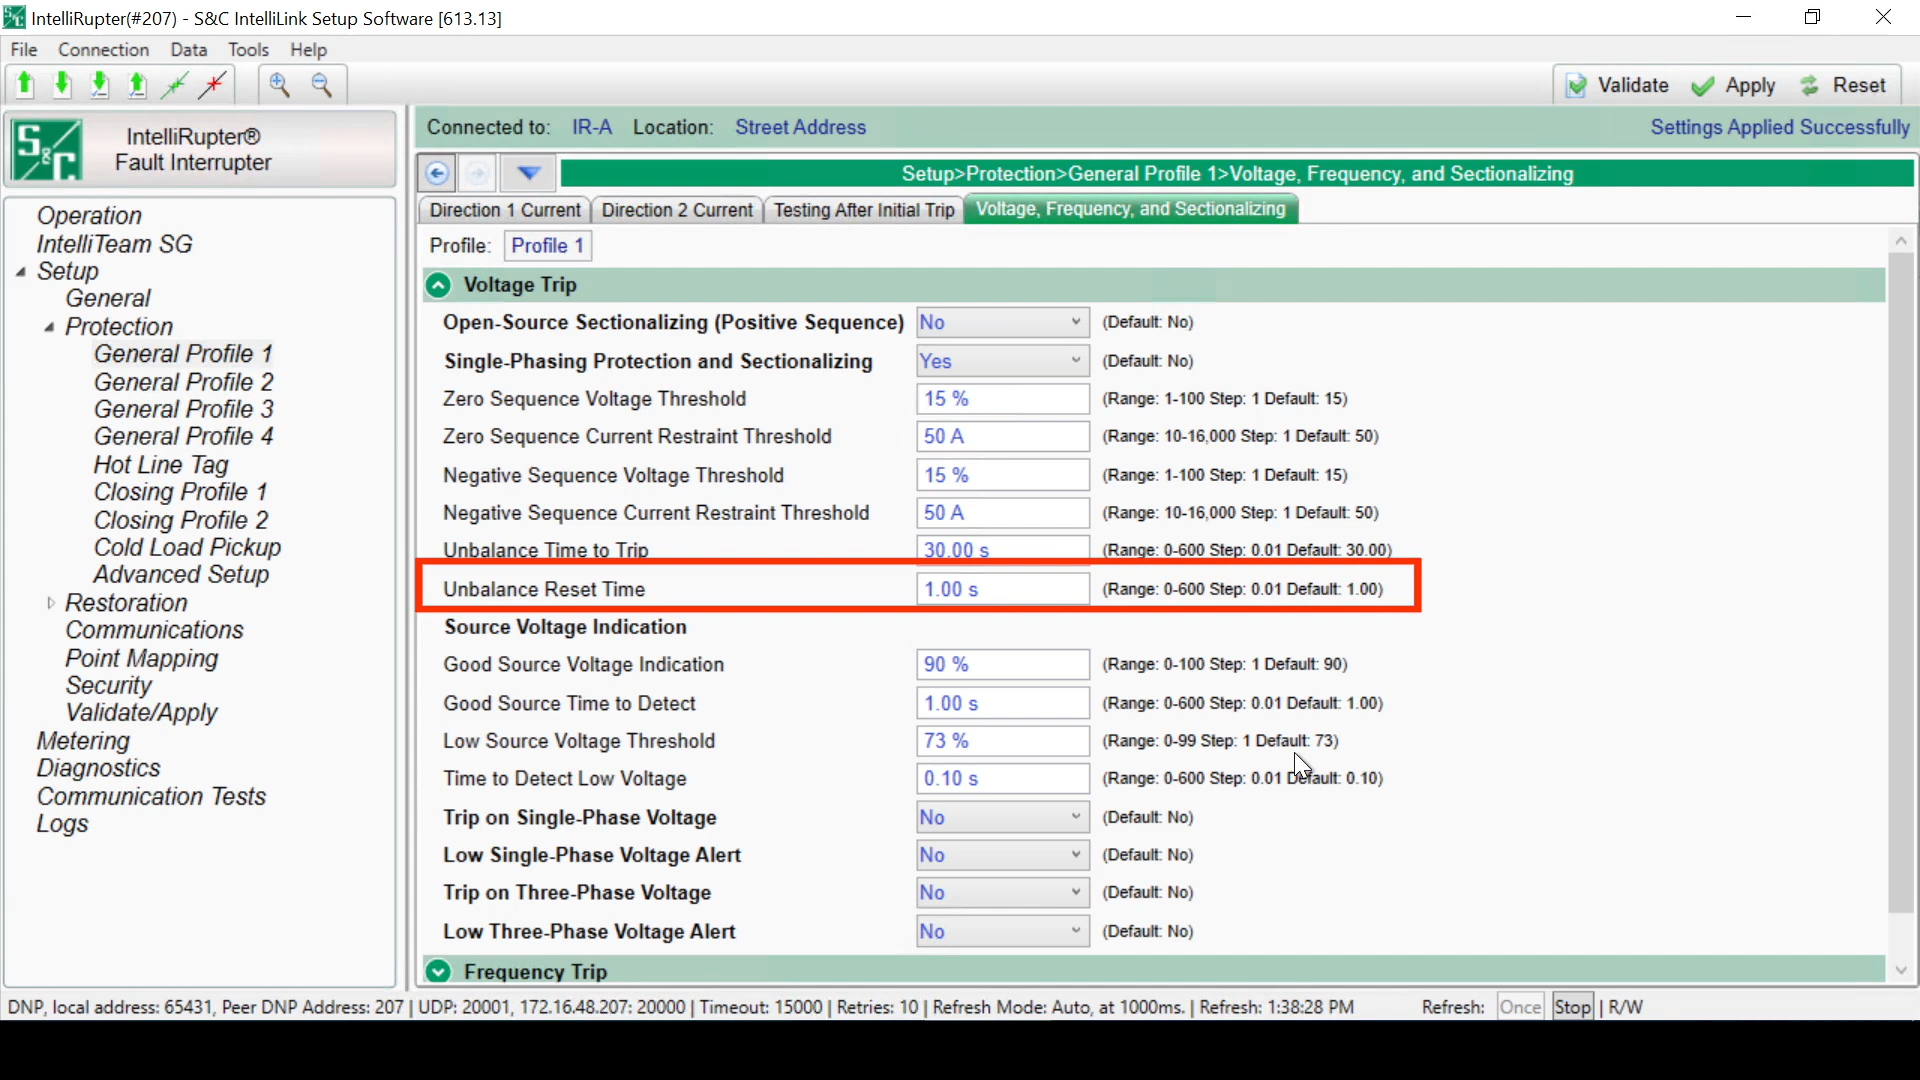 IntelliRupter(#207) - S&C IntelliLink Setup Software [613.13]
File Connection Data Tools Help
Validate Apply Reset
S&C
IntelliRupter®
Fault Interrupter
Connected to: IR-A Location: Street Address Settings Applied Successfully
Setup>Protection>General Profile 1>Voltage, Frequency, and Sectionalizing
Direction 1 Current Direction 2 Current Testing After Initial Trip Voltage, Frequency, and Sectionalizing
Operation
IntelliTeam SG
Setup
General
Protection
General Profile 1
General Profile 2
General Profile 3
General Profile 4
Hot Line Tag
Closing Profile 1
Closing Profile 2
Cold Load Pickup
Advanced Setup
Restoration
Communications
Point Mapping
Security
Validate/Apply
Metering
Diagnostics
Communication Tests
Logs
Profile: Profile 1
Voltage Trip
Open-Source Sectionalizing (Positive Sequence) No (Default: No)
Single-Phasing Protection and Sectionalizing Yes (Default: No)
Zero Sequence Voltage Threshold 15 % (Range: 1-100 Step: 1 Default: 15)
Zero Sequence Current Restraint Threshold 50 A (Range: 10-16,000 Step: 1 Default: 50)
Negative Sequence Voltage Threshold 15 % (Range: 1-100 Step: 1 Default: 15)
Negative Sequence Current Restraint Threshold 50 A (Range: 10-16,000 Step: 1 Default: 50)
Unbalance Time to Trip 30.00 s (Range: 0-600 Step: 0.01 Default: 30.00)
Unbalance Reset Time 1.00 s (Range: 0-600 Step: 0.01 Default: 1.00)
Source Voltage Indication
Good Source Voltage Indication 90 % (Range: 0-100 Step: 1 Default: 90)
Good Source Time to Detect 1.00 s (Range: 0-600 Step: 0.01 Default: 1.00)
Low Source Voltage Threshold 73 % (Range: 0-99 Step: 1 Default: 73)
Time to Detect Low Voltage 0.10 s (Range: 0-600 Step: 0.01 Default: 0.10)
Trip on Single-Phase Voltage No (Default: No)
Low Single-Phase Voltage Alert No (Default: No)
Trip on Three-Phase Voltage No (Default: No)
Low Three-Phase Voltage Alert No (Default: No)
Frequency Trip
DNP, local address: 65431, Peer DNP Address: 207 | UDP: 20001, 172.16.48.207: 20000 | Timeout: 15000 | Retries: 10 | Refresh Mode: Auto, at 1000ms. | Refresh: 1:38:28 PM Refresh: Once Stop | R/W